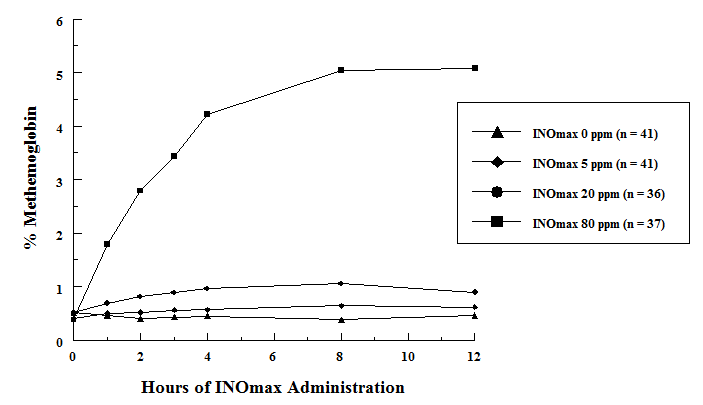 6
5
4
3
2
1
0
% Methemoglobin
0 2 4 6 8 10 12
Hours of INOmax Administration
INOmax 0 ppm (n = 41)
INOmax 5 ppm (n = 41)
INOmax 20 ppm (n = 36)
INOmax 80 ppm (n = 37)